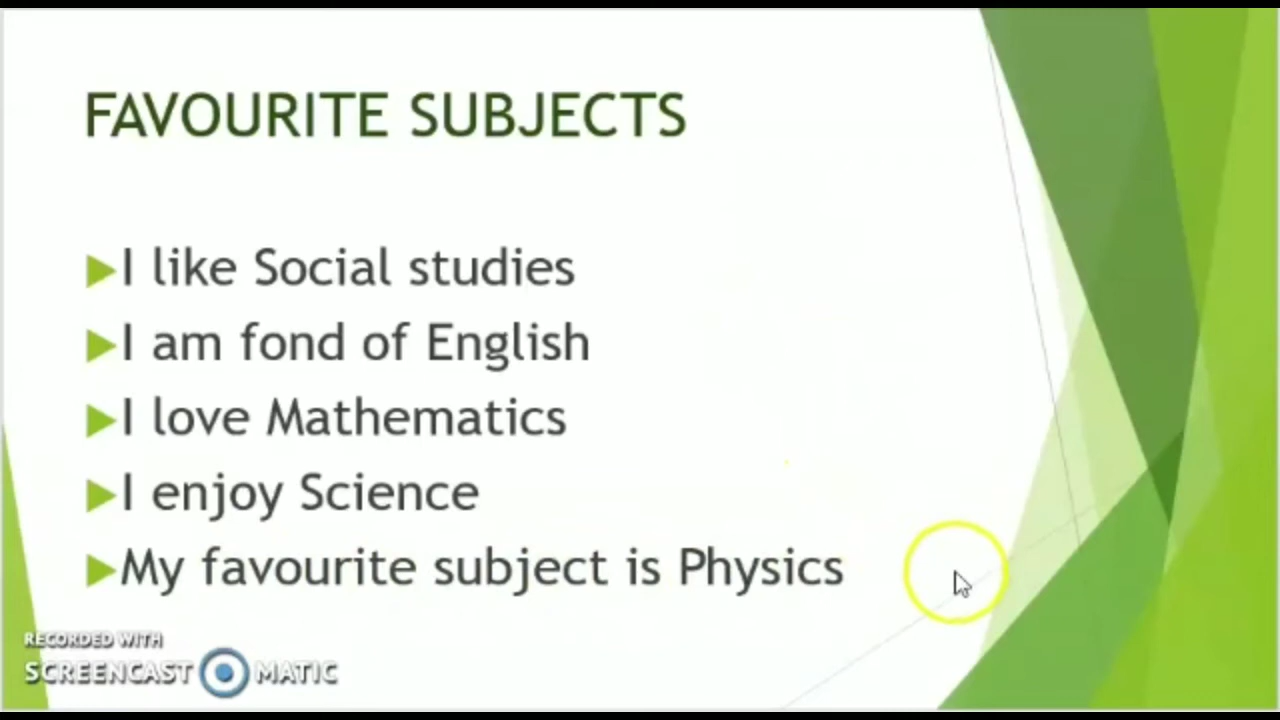 FAVOURITE SUBJECTS
I like Social studies
I am fond of English
I love Mathematics
I enjoy Science
My favourite subject is Physics
RECORDED WITH
SCREENCAST MATIC